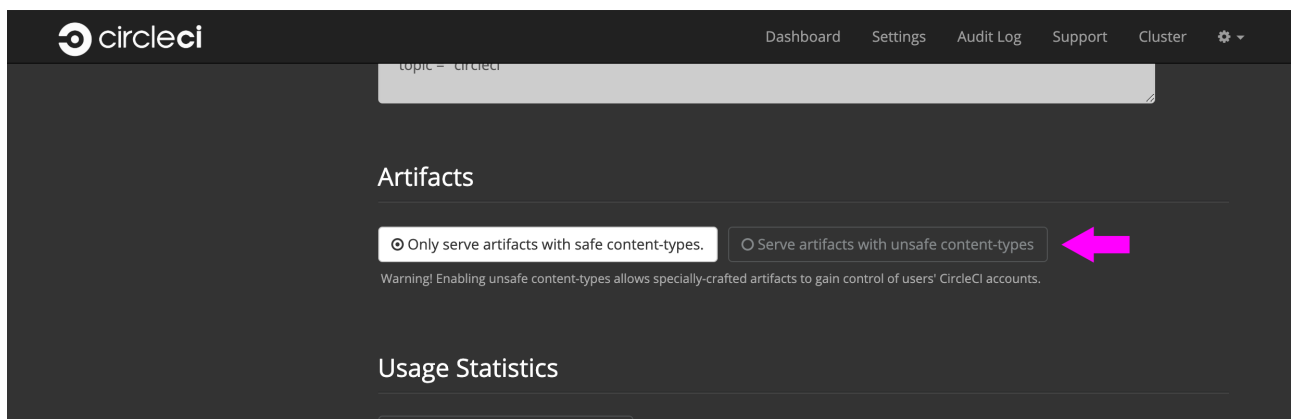 circleci
Dashboard Settings Audit Log Support Cluster
topic = "circleci"
Artifacts
Only serve artifacts with safe content-types. Serve artifacts with unsafe content-types
Warning! Enabling unsafe content-types allows specially-crafted artifacts to gain control of users' CircleCI accounts.
Usage Statistics